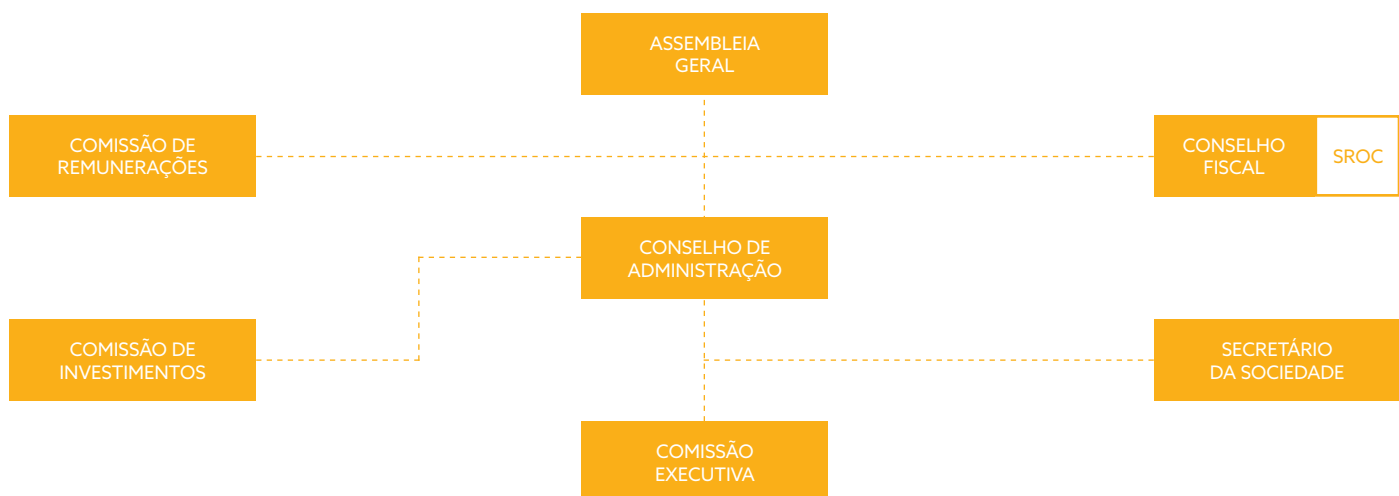 ASSEMBLEIA
GERAL
COMISSÃO DE
REMUNERAÇÕES
CONSELHO
FISCAL
SROC
CONSELHO DE
ADMINISTRAÇÃO
COMISSÃO DE
INVESTIMENTOS
SECRETÁRIO
DA SOCIEDADE
COMISSÃO
EXECUTIVA